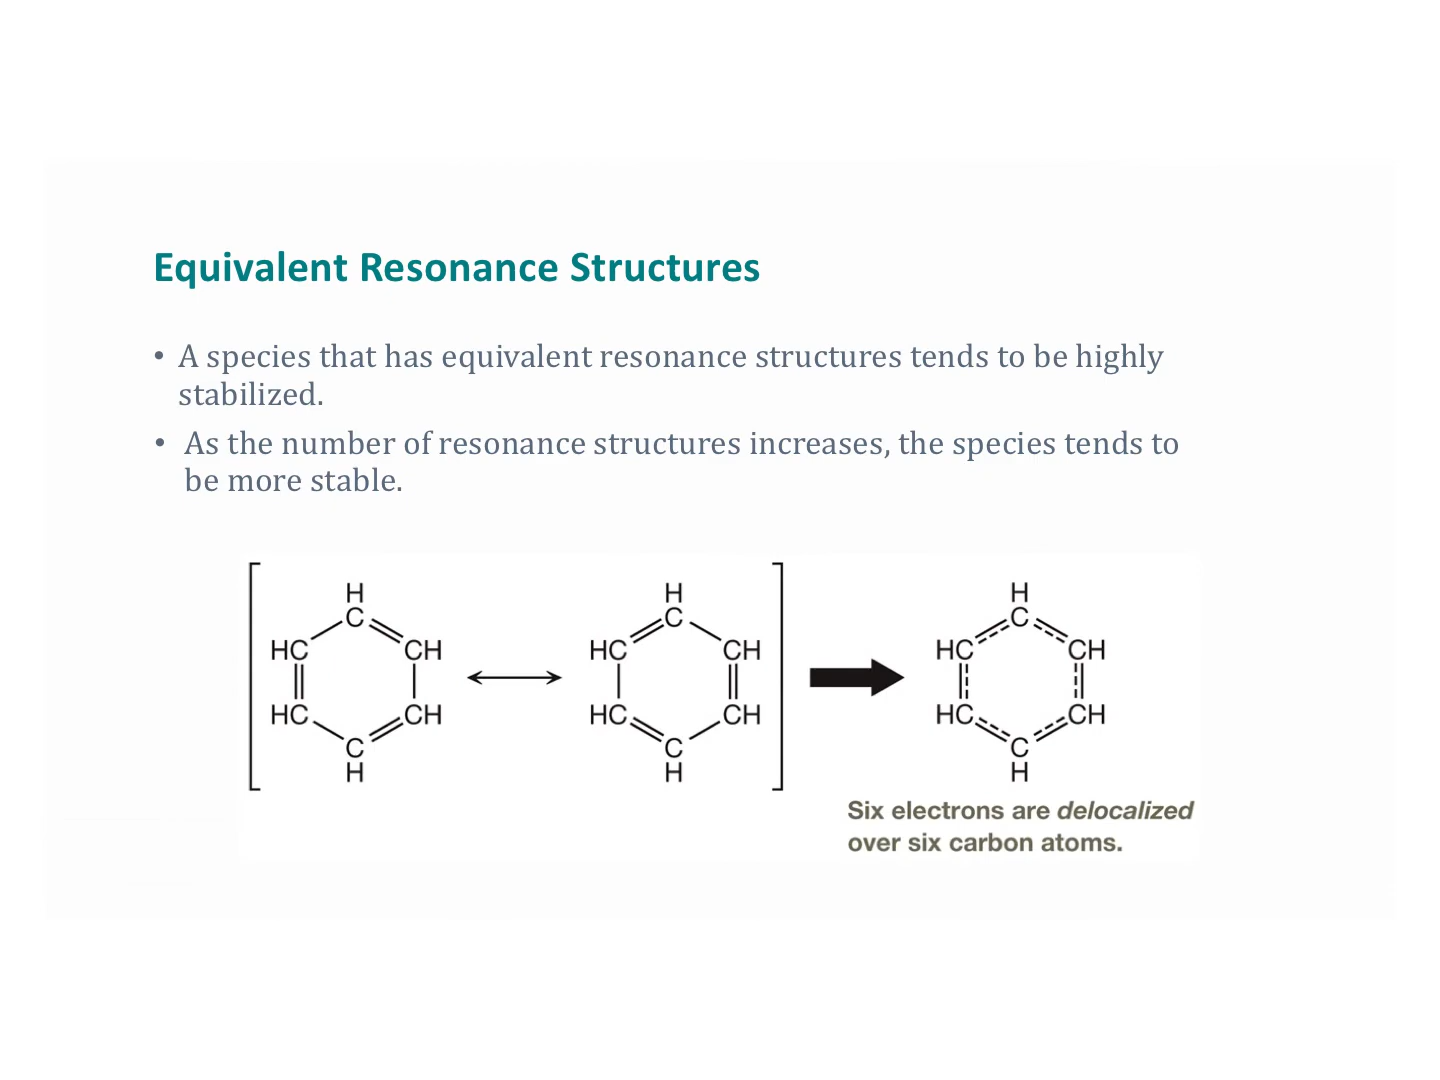 Equivalent Resonance Structures
• A species that has equivalent resonance structures tends to be highly
stabilized.
• As the number of resonance structures increases, the species tends to
be more stable.
H H H
C C C
HC CH HC CH HC CH
HC CH HC CH HC CH
C C C
H H H
Six electrons are delocalized
over six carbon atoms.